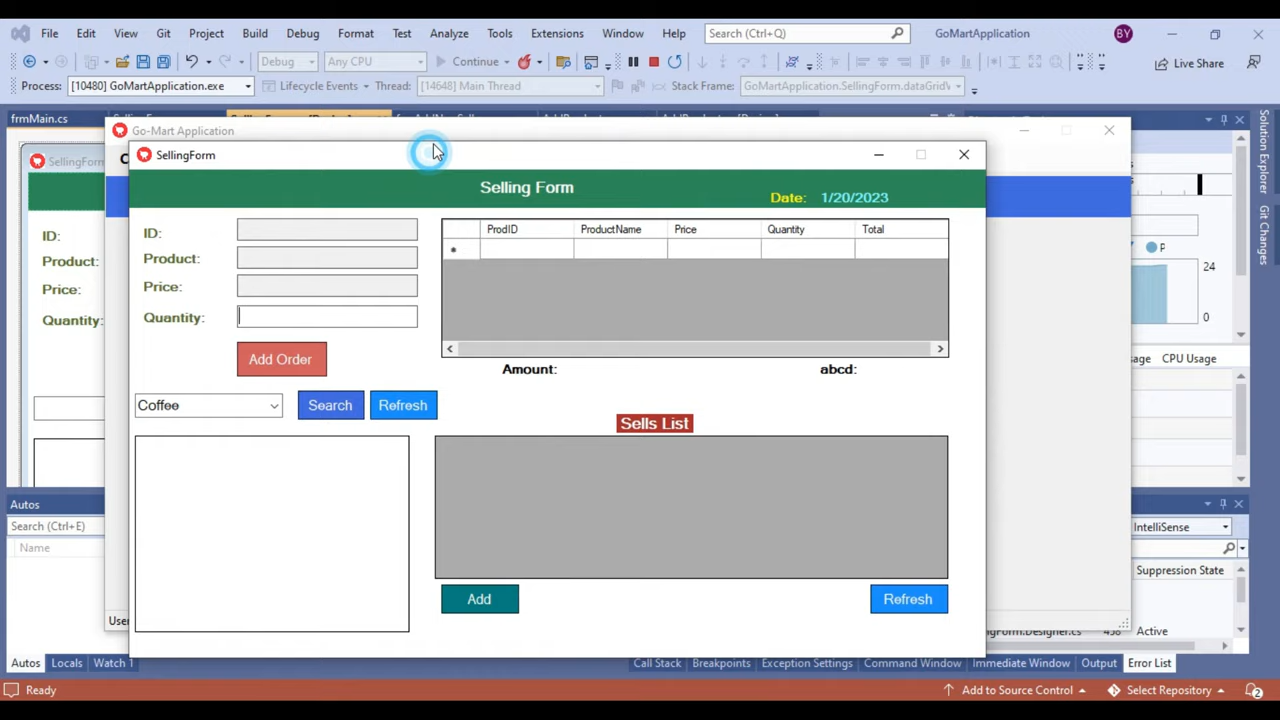 File Edit View Git Project Build Debug Format Test Analyze Tools Extensions Window Help Search (Ctrl+Q) GoMartApplication BY
Debug Any CPU Continue Live Share
Process: [10480] GoMartApplication.exe Lifecycle Events Thread: [14648] Main Thread Stack Frame: GoMartApplication.SellingForm.dataGridV
frmMain.cs
Go-Mart Application
SellingForm
SellingForm
Selling Form
Date: 1/20/2023
ID:
Product:
Price:
Quantity:
ID:
Product:
Price:
Quantity:
ProdID ProductName Price Quantity Total
*
Add Order
Amount: abcd:
Coffee Search Refresh
Sells List
Add Refresh
P
24
0
CPU Usage
Solution Explorer
Git Changes
Autos
Search (Ctrl+E)
Name
IntelliSense
Suppression State
Active
Autos Locals Watch 1
Call Stack Breakpoints Exception Settings Command Window Immediate Window Output Error List
Ready Add to Source Control Select Repository 2